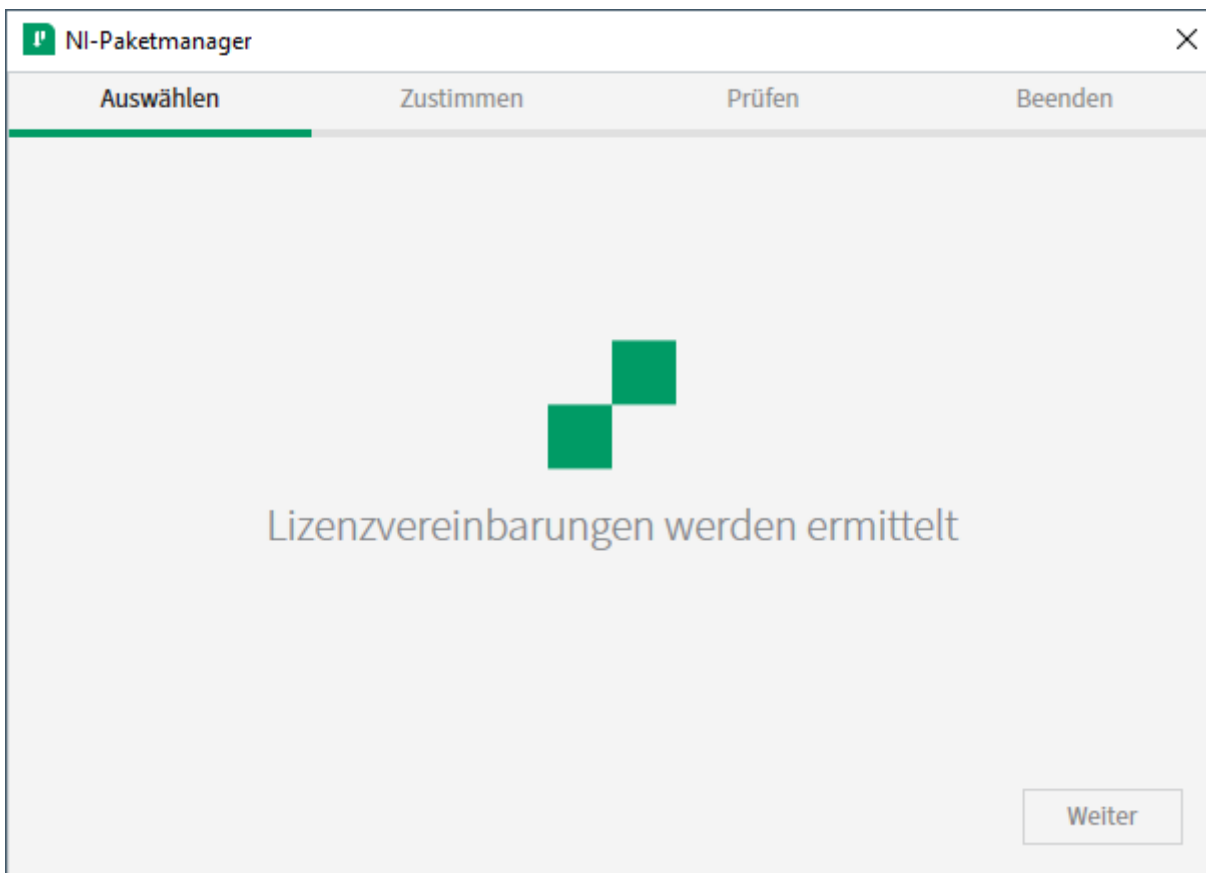 NI-Paketmanager
Auswählen Zustimmen Prüfen Beenden
Lizenzvereinbarungen werden ermittelt
Weiter